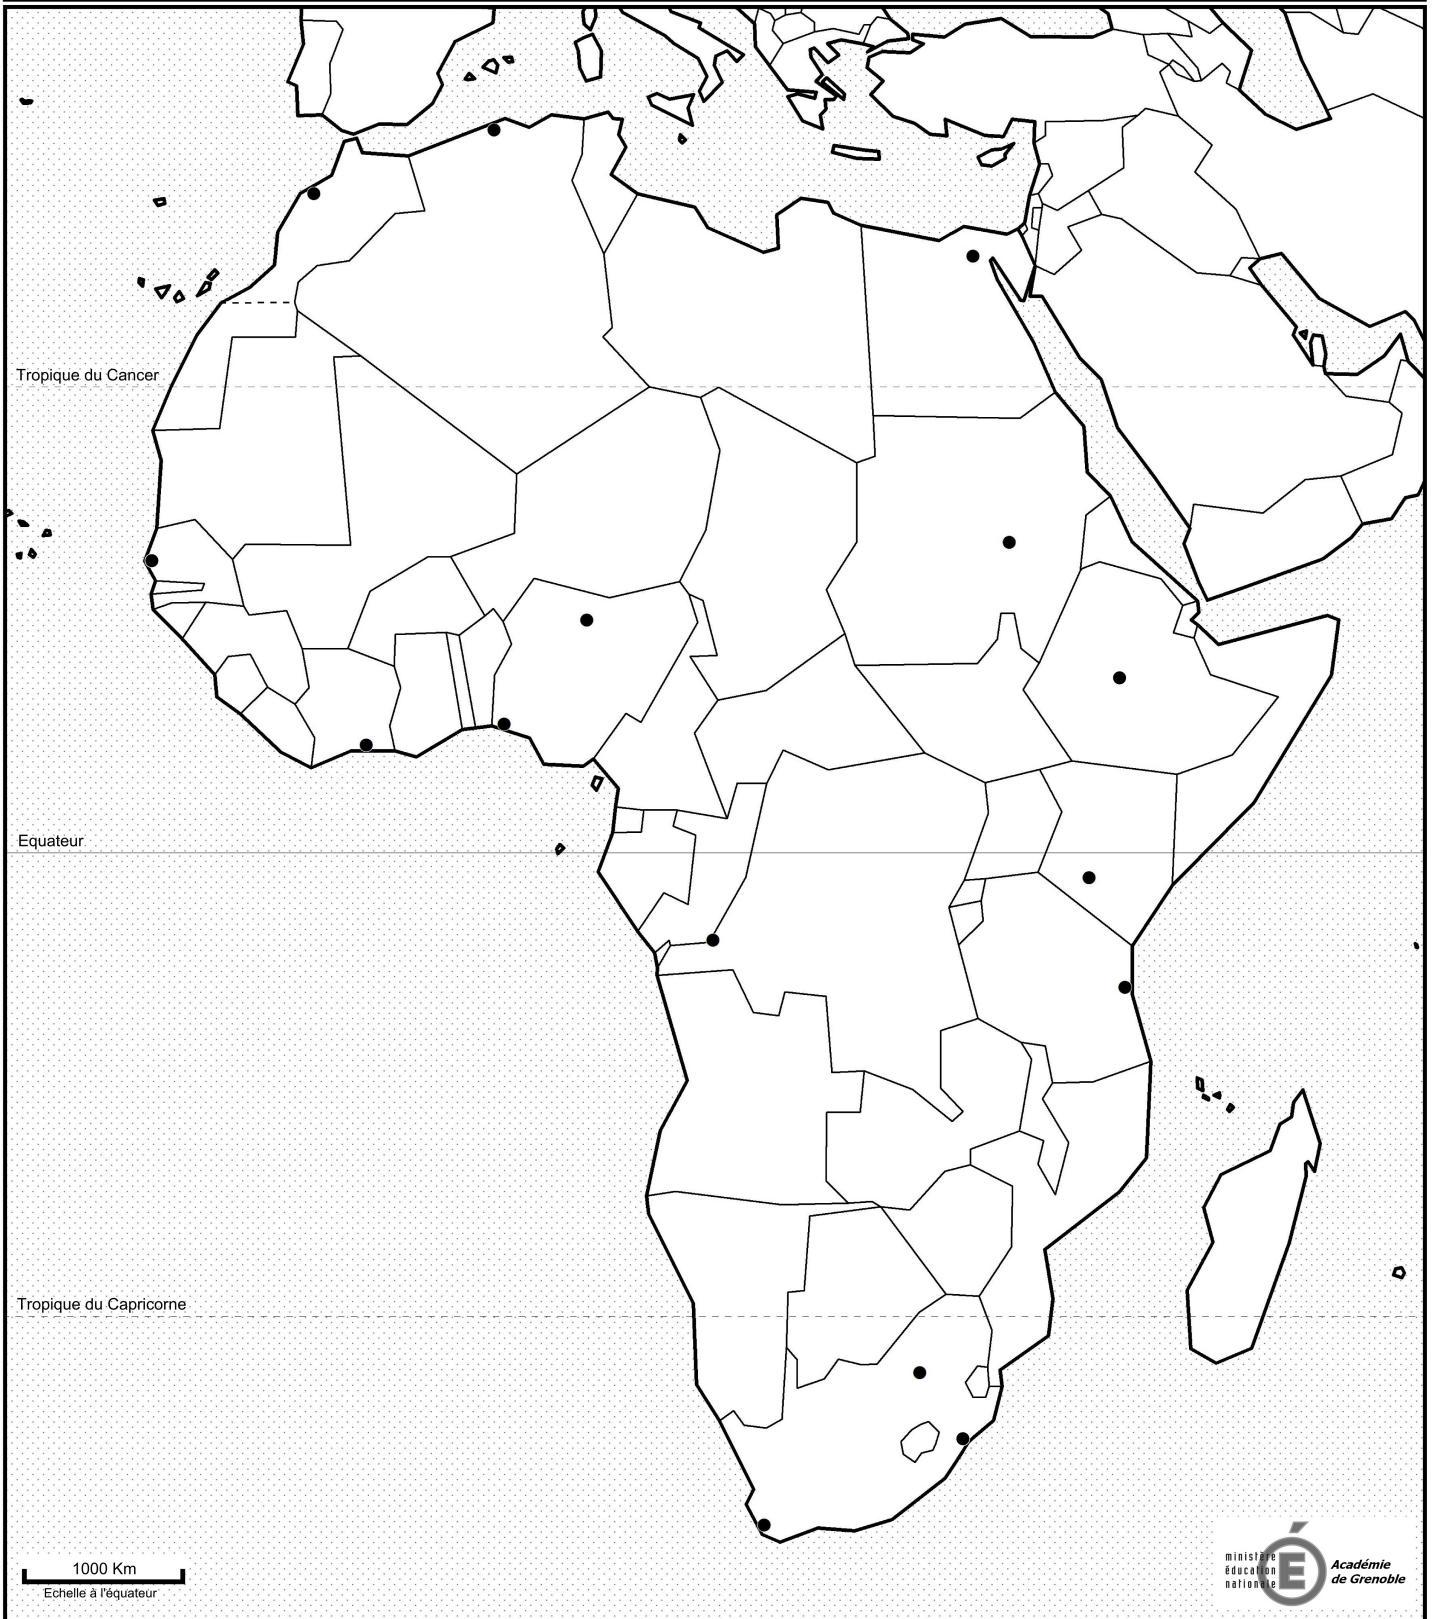 Tropique du Cancer
Equateur
Tropique du Capricorne
1000 Km
Echelle à l'équateur
ministère
éducation
nationale
É
Académie
de Grenoble